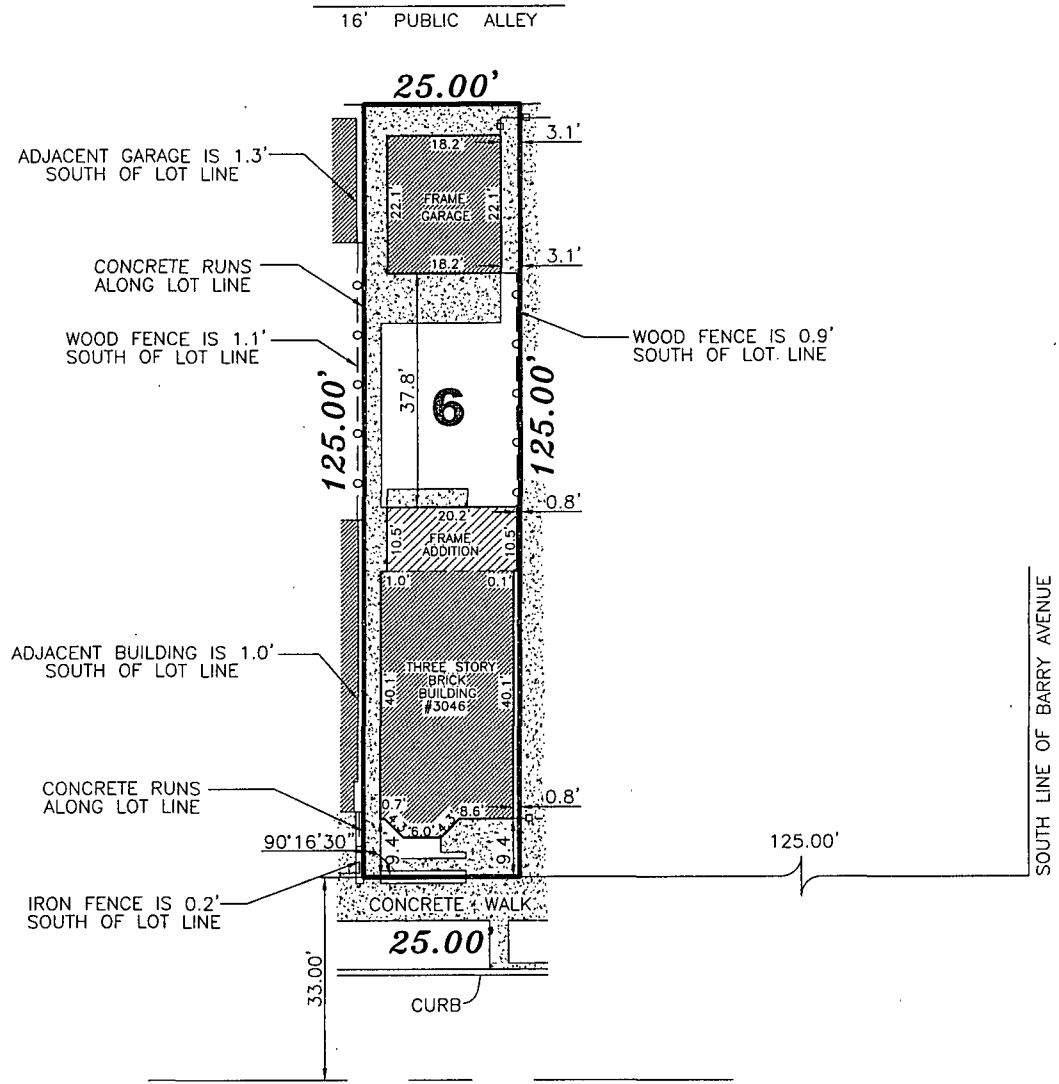 16' PUBLIC ALLEY
25.00'
3.1'
18.2'
ADJACENT GARAGE IS 1.3'
SOUTH OF LOT LINE
22.1'
FRAME
GARAGE
22.1'
18.2'
3.1'
CONCRETE RUNS
ALONG LOT LINE
WOOD FENCE IS 1.1'
SOUTH OF LOT LINE
WOOD FENCE IS 0.9'
SOUTH OF LOT LINE
125.00'
37.8'
6
125.00'
0.8'
20.2'
10.5'
FRAME
ADDITION
10.5'
1.0'
0.1'
ADJACENT BUILDING IS 1.0'
SOUTH OF LOT LINE
THREE STORY
BRICK
BUILDING
#3046
40.1'
40.1'
SOUTH LINE OF BARRY AVENUE
CONCRETE RUNS
ALONG LOT LINE
0.7'
4.3'
6.0'
4.3'
8.6'
0.8'
90°16'30"
9.4
9.4
125.00'
IRON FENCE IS 0.2'
SOUTH OF LOT LINE
CONCRETE WALK
25.00
33.00'
CURB